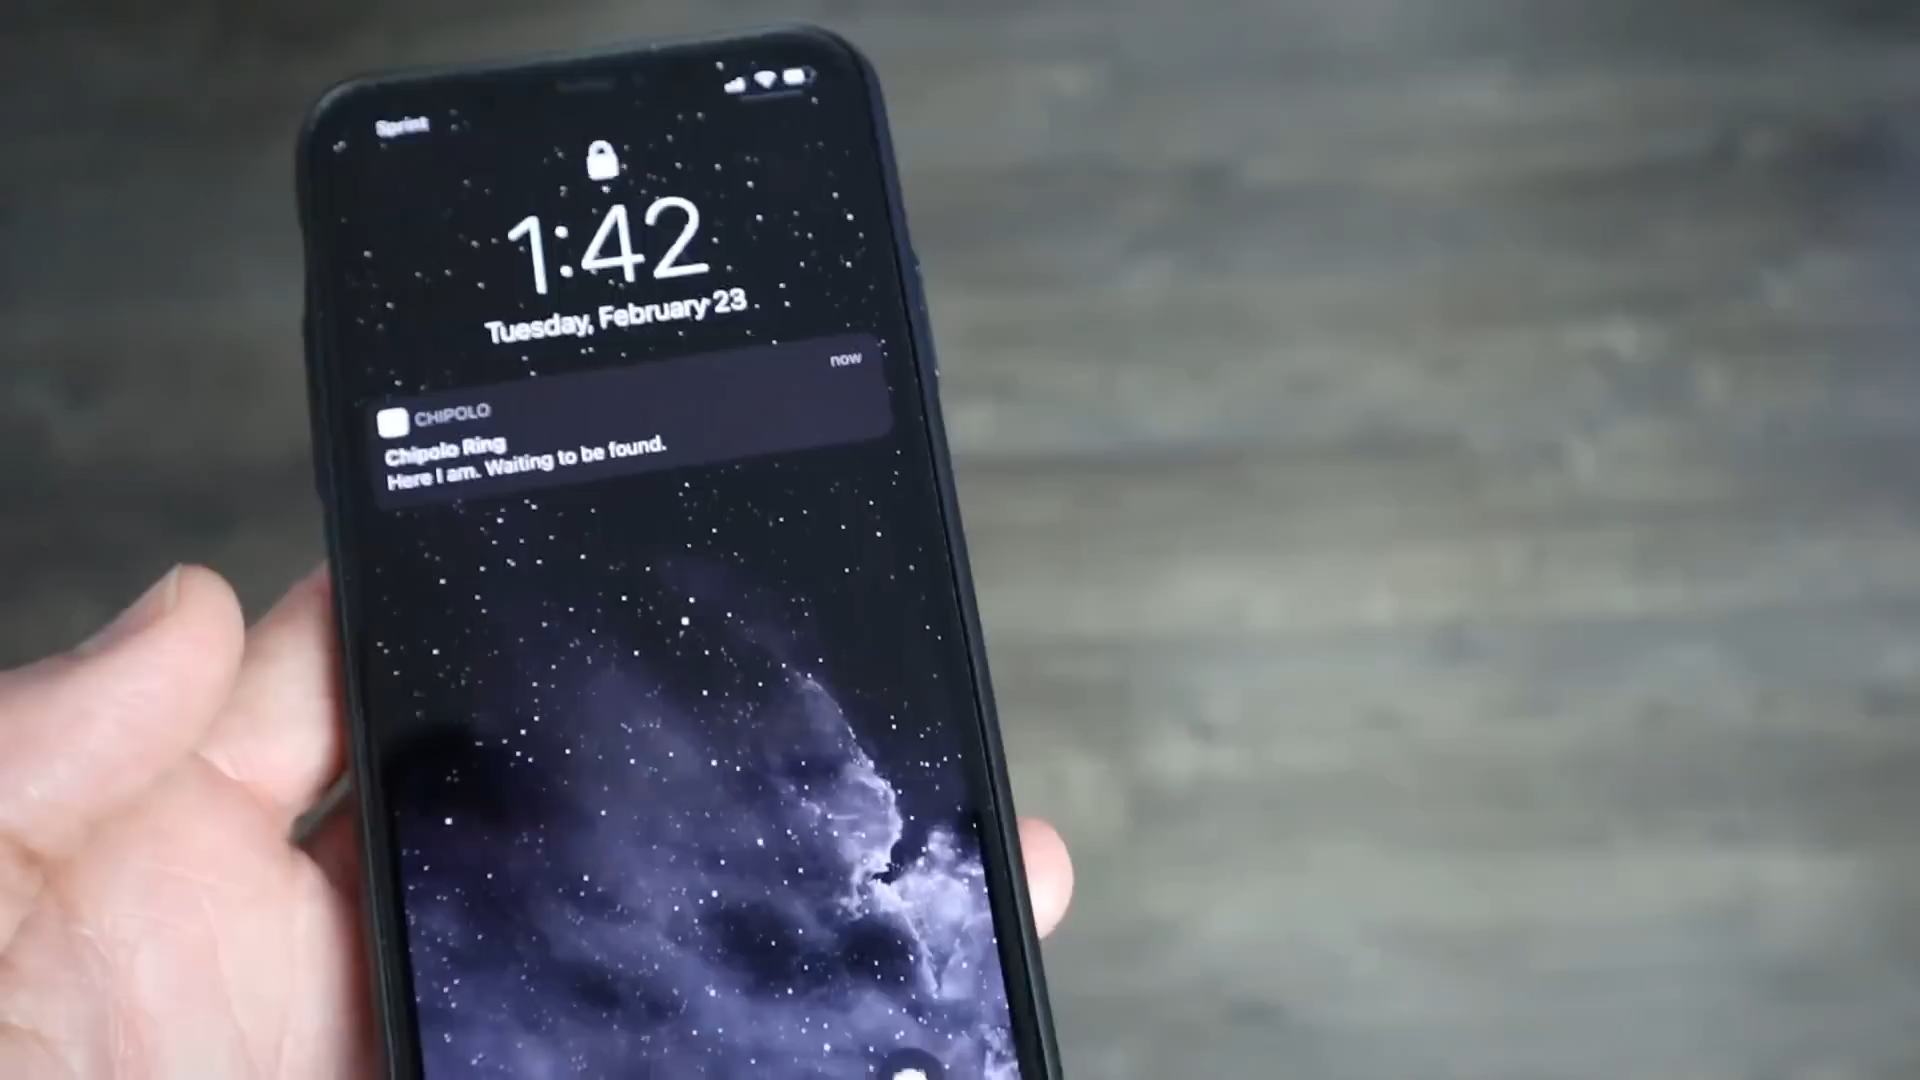 Sprint
1:42
Tuesday, February 23
now
CHIPOLO
Chipolo Ring
Here I am. Waiting to be found.